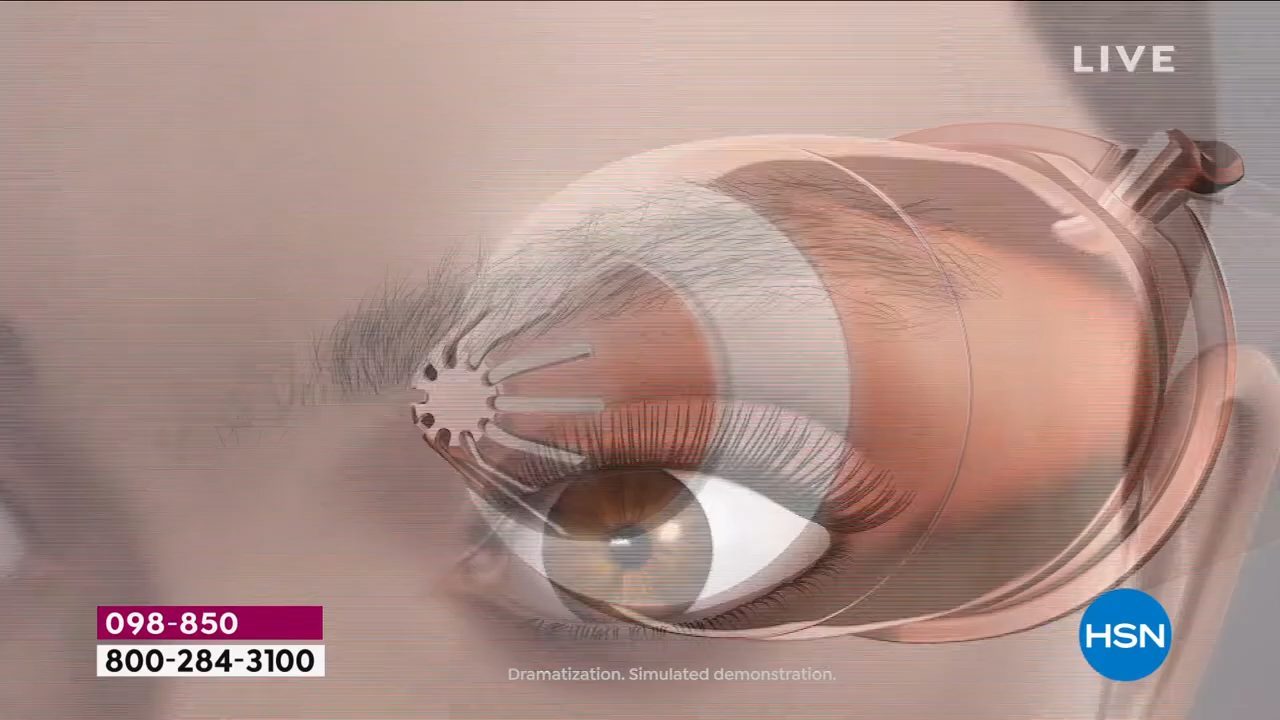 LIVE
098-850
800-284-3100
HSN
Dramatization. Simulated demonstration.